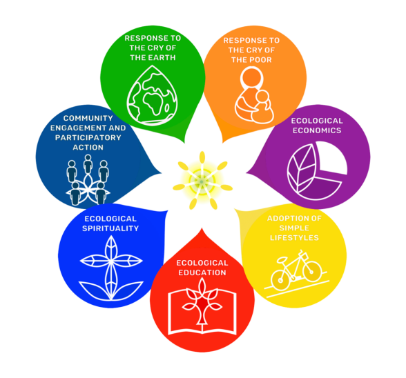 RESPONSE TO
THE CRY OF
THE EARTH
RESPONSE TO
THE CRY OF
THE POOR
ECOLOGICAL
ECONOMICS
ADOPTION OF
SIMPLE
LIFESTYLES
ECOLOGICAL
EDUCATION
ECOLOGICAL
SPIRITUALITY
COMMUNITY
ENGAGEMENT AND
PARTICIPATORY
ACTION